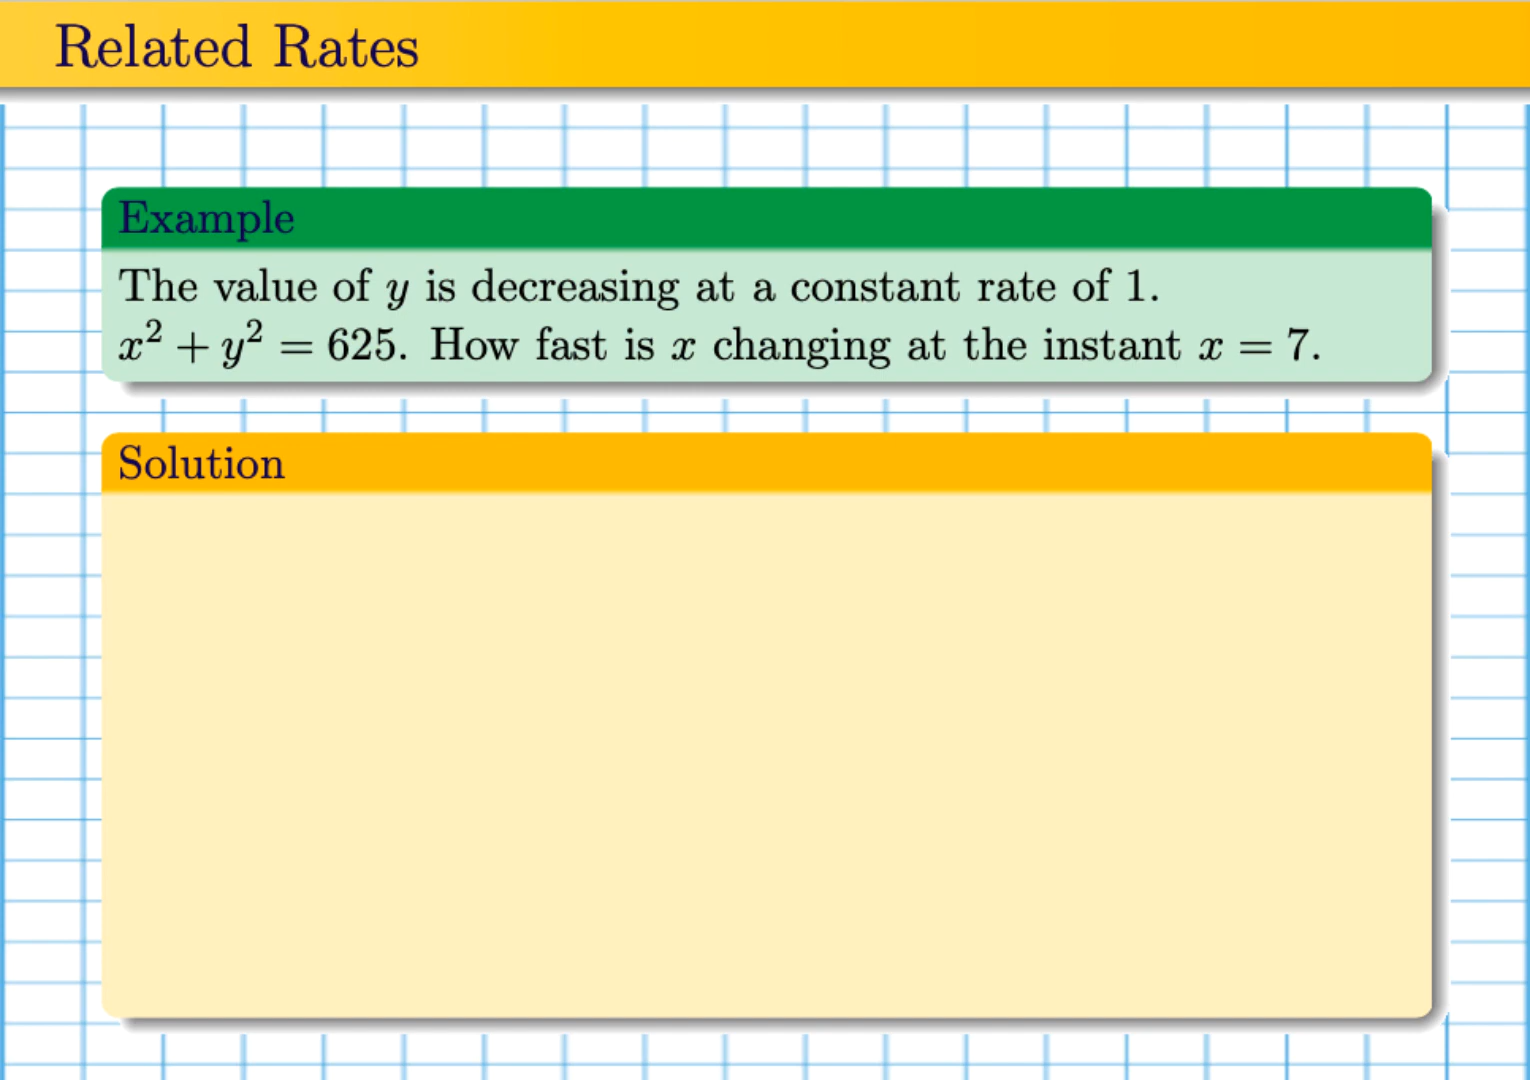 Related Rates
Example
The value of y is decreasing at a constant rate of 1.
x² + y² = 625. How fast is x changing at the instant x = 7.
Solution